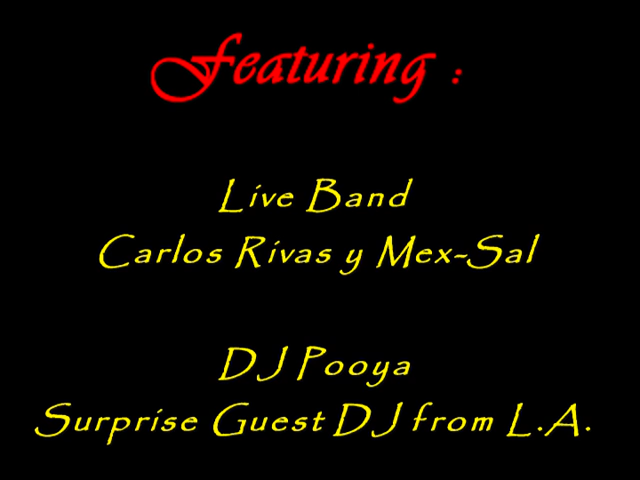 Featuring :
Live Band
Carlos Rivas y Mex-Sal
DJ Pooya
Surprise Guest DJ from L.A.